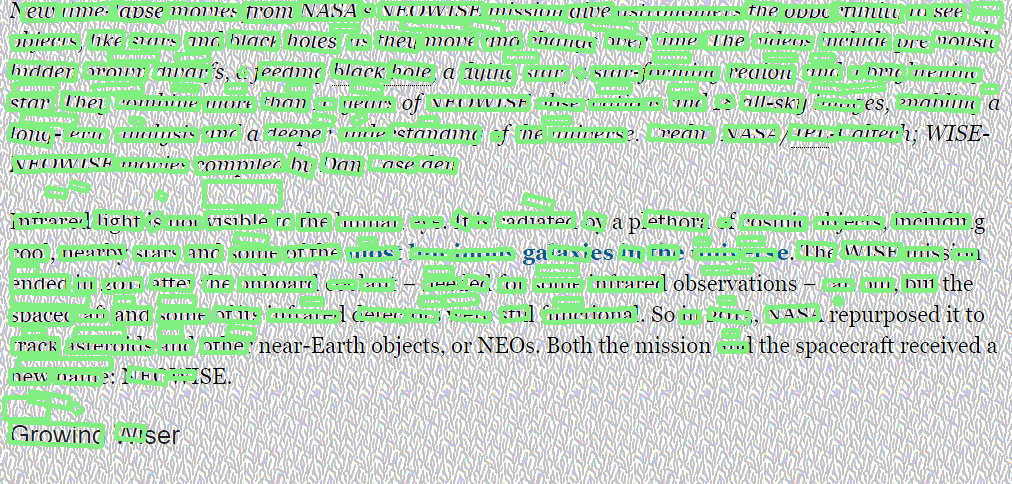 New time-lapse movies from NASA's NEOWISE mission give astronomers the opportunity to see
objects, like stars and black holes, as they move and change over time. The videos include previously
hidden brown dwarfs, a feeding black hole, a dying star, a star-forming region, and a brightening
star. They combine more than 10 years of NEOWISE observations and 18 all-sky images, enabling a
long-term analysis and a deeper understanding of the universe. Credit: NASA/JPL-Caltech; WISE-
NEOWISE movies compiled by Dan Caselden
Infrared light is not visible to the human eye. It is radiated by a plethora of cosmic objects, including
cool, nearby stars and some of the most luminous galaxies in the universe. The WISE mission
ended in 2011 after the onboard coolant – needed for some infrared observations – ran out, but the
spacecraft and some of its infrared detectors were still functional. So in 2013, NASA repurposed it to
track asteroids and other near-Earth objects, or NEOs. Both the mission and the spacecraft received a
new name: NEOWISE.
Growing Wiser